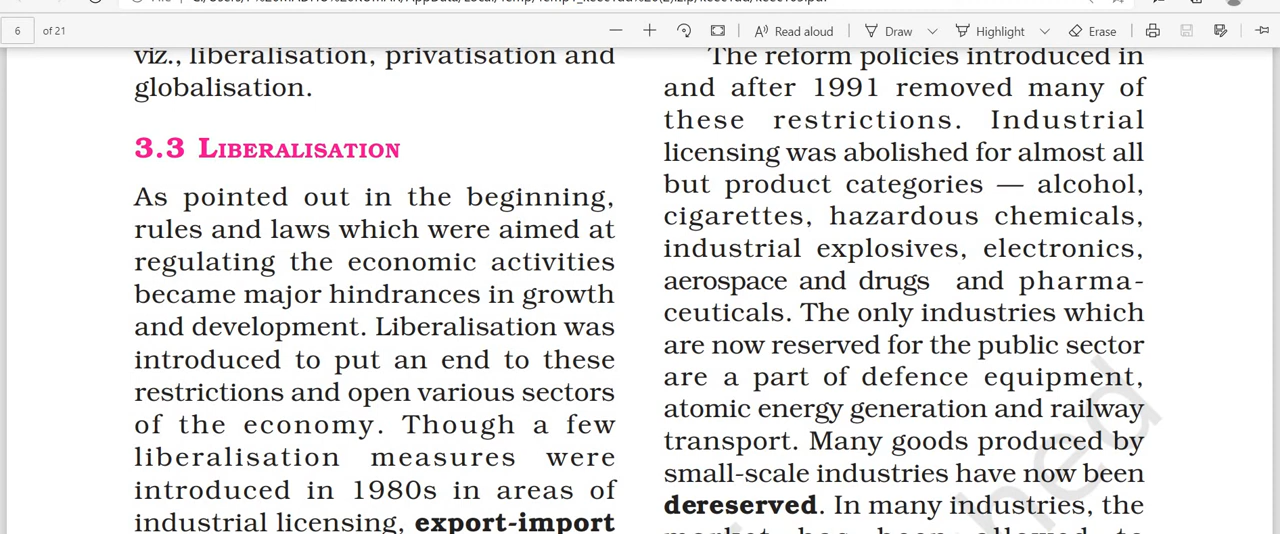 6 of 21
Read aloud
Draw
Highlight
Erase
viz., liberalisation, privatisation and
globalisation.
3.3 LIBERALISATION
As pointed out in the beginning,
rules and laws which were aimed at
regulating the economic activities
became major hindrances in growth
and development. Liberalisation was
introduced to put an end to these
restrictions and open various sectors
of the economy. Though a few
liberalisation measures were
introduced in 1980s in areas of
industrial licensing, export-import
The reform policies introduced in
and after 1991 removed many of
these restrictions. Industrial
licensing was abolished for almost all
but product categories — alcohol,
cigarettes, hazardous chemicals,
industrial explosives, electronics,
aerospace and drugs and pharma-
ceuticals. The only industries which
are now reserved for the public sector
are a part of defence equipment,
atomic energy generation and railway
transport. Many goods produced by
small-scale industries have now been
dereserved. In many industries, the